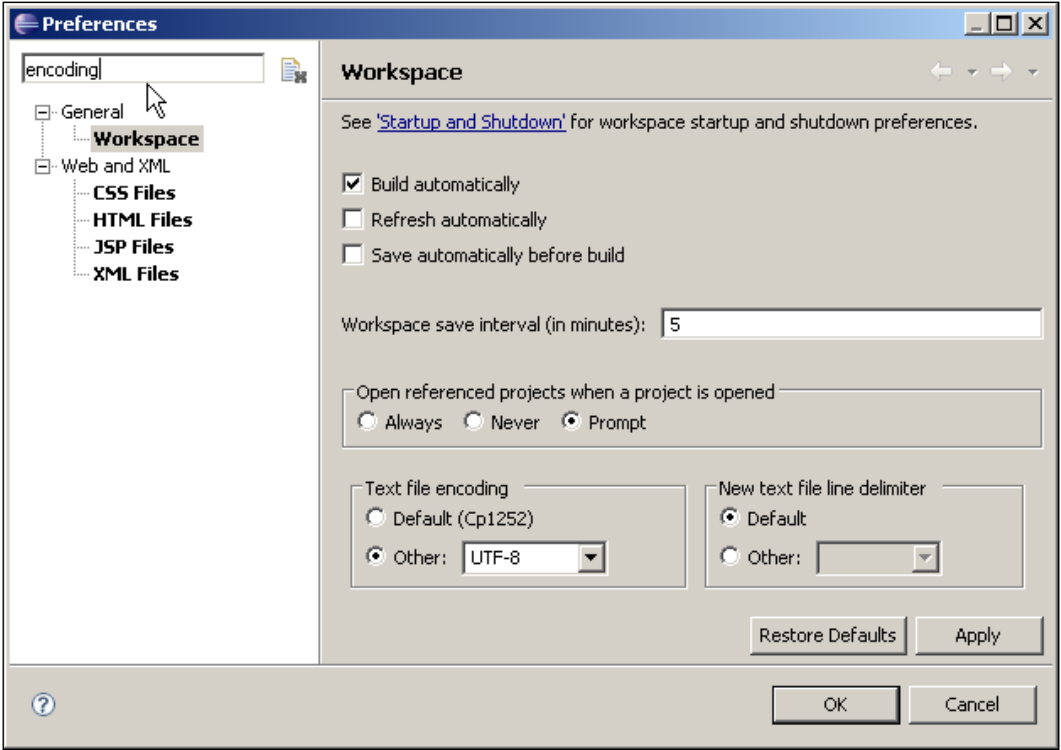 Preferences
encoding
General
Workspace
Web and XML
CSS Files
HTML Files
JSP Files
XML Files
Workspace
See 'Startup and Shutdown' for workspace startup and shutdown preferences.
Build automatically
Refresh automatically
Save automatically before build
Workspace save interval (in minutes): 5
Open referenced projects when a project is opened
Always Never Prompt
Text file encoding
Default (Cp1252)
Other: UTF-8
New text file line delimiter
Default
Other:
Restore Defaults Apply
? OK Cancel